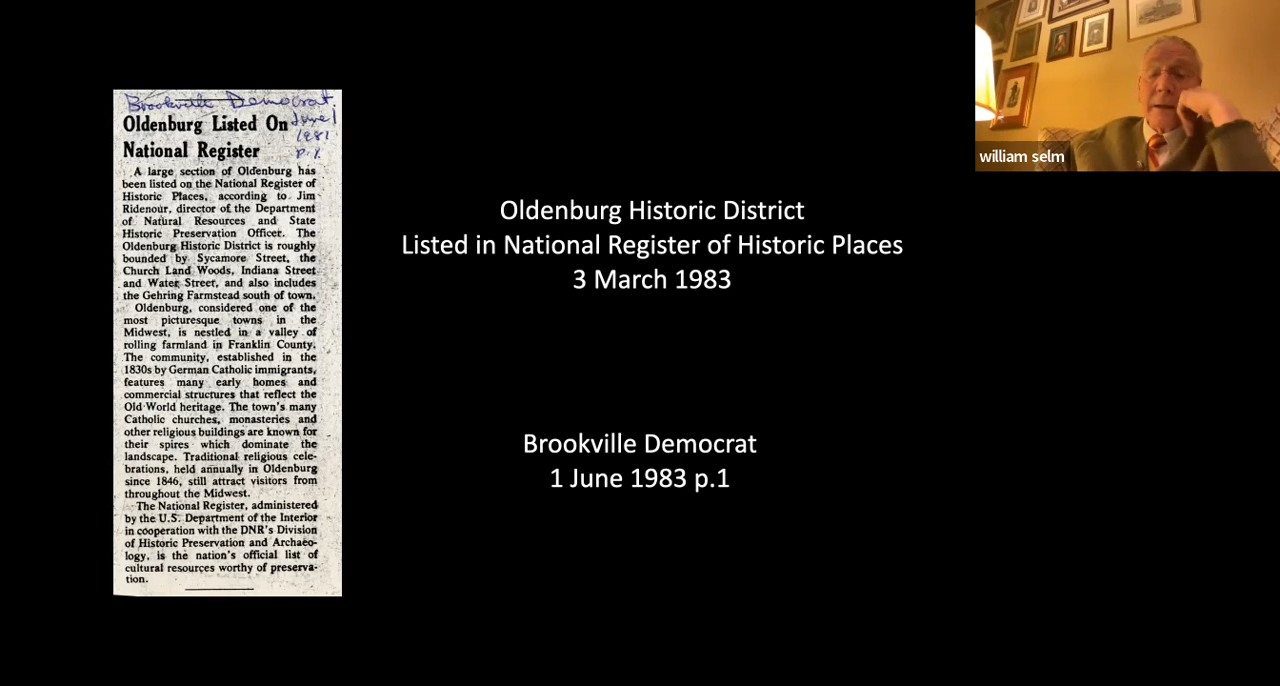 Brookville Democrat
June 1
1981
p.1
Oldenburg Listed On
National Register
A large section of Oldenburg has
been listed on the National Register of
Historic Places, according to Jim
Ridenour, director of the Department
of Natural Resources and State
Historic Preservation Officer. The
Oldenburg Historic District is roughly
bounded by Sycamore Street, the
Church Land Woods, Indiana Street
and Water Street, and also includes
the Gehring Farmstead south of town.
Oldenburg, considered one of the
most picturesque towns in the
Midwest, is nestled in a valley of
rolling farmland in Franklin County.
The community, established in the
1830s by German Catholic immigrants,
features many early homes and
commercial structures that reflect the
Old World heritage. The town's many
Catholic churches, monasteries and
other religious buildings are known for
their spires which dominate the
landscape. Traditional religious cele-
brations, held annually in Oldenburg
since 1846, still attract visitors from
throughout the Midwest.
The National Register, administered
by the U.S. Department of the Interior
in cooperation with the DNR's Division
of Historic Preservation and Archaeo-
logy, is the nation's official list of
cultural resources worthy of preserva-
tion.
Oldenburg Historic District
Listed in National Register of Historic Places
3 March 1983
Brookville Democrat
1 June 1983 p.1
william selm